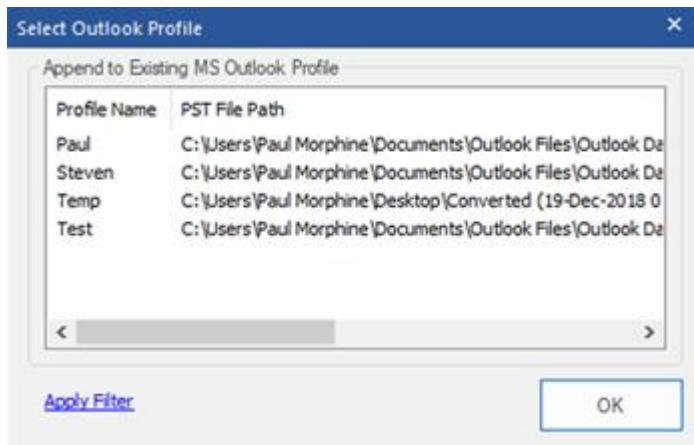 Select Outlook Profile
Append to Existing MS Outlook Profile
Profile Name PST File Path
Paul C:\Users\Paul Morphine\Documents\Outlook Files\Outlook Da
Steven C:\Users\Paul Morphine\Documents\Outlook Files\Outlook Da
Temp C:\Users\Paul Morphine\Desktop\Converted (19-Dec-2018 0
Test C:\Users\Paul Morphine\Documents\Outlook Files\Outlook Da
Apply Filter OK